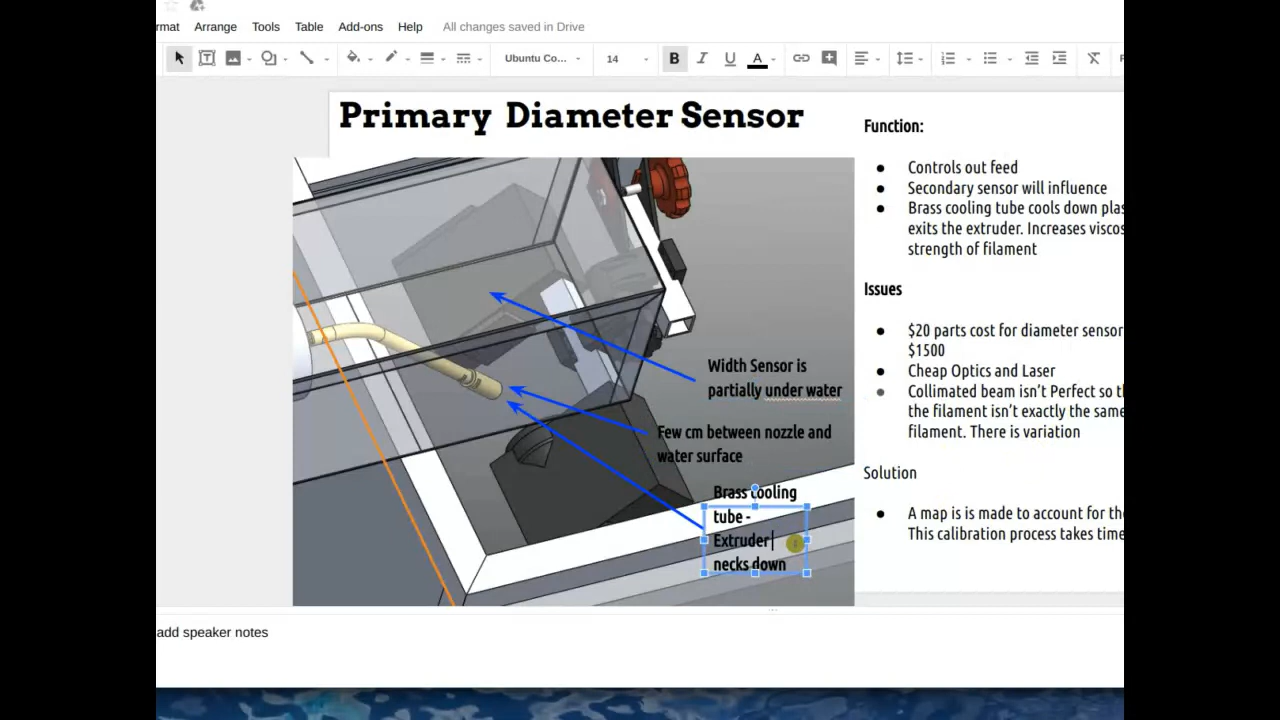 rmat Arrange Tools Table Add-ons Help All changes saved in Drive
Ubuntu Co... 14 B I U A
Primary Diameter Sensor
Width Sensor is
partially under water
Few cm between nozzle and
water surface
Brass cooling
tube -
Extruder
necks down
Function:
● Controls out feed
● Secondary sensor will influence
● Brass cooling tube cools down plas
exits the extruder. Increases viscos
strength of filament
Issues
● $20 parts cost for diameter sensor
$1500
● Cheap Optics and Laser
● Collimated beam isn't Perfect so th
the filament isn't exactly the same
filament. There is variation
Solution
● A map is is made to account for the
This calibration process takes time
add speaker notes